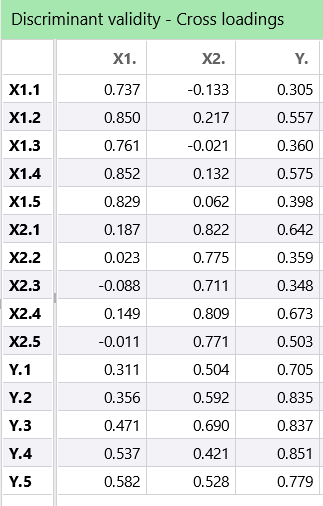 Discriminant validity - Cross loadings
X1. X2. Y.
X1.1 0.737 -0.133 0.305
X1.2 0.850 0.217 0.557
X1.3 0.761 -0.021 0.360
X1.4 0.852 0.132 0.575
X1.5 0.829 0.062 0.398
X2.1 0.187 0.822 0.642
X2.2 0.023 0.775 0.359
X2.3 -0.088 0.711 0.348
X2.4 0.149 0.809 0.673
X2.5 -0.011 0.771 0.503
Y.1 0.311 0.504 0.705
Y.2 0.356 0.592 0.835
Y.3 0.471 0.690 0.837
Y.4 0.537 0.421 0.851
Y.5 0.582 0.528 0.779